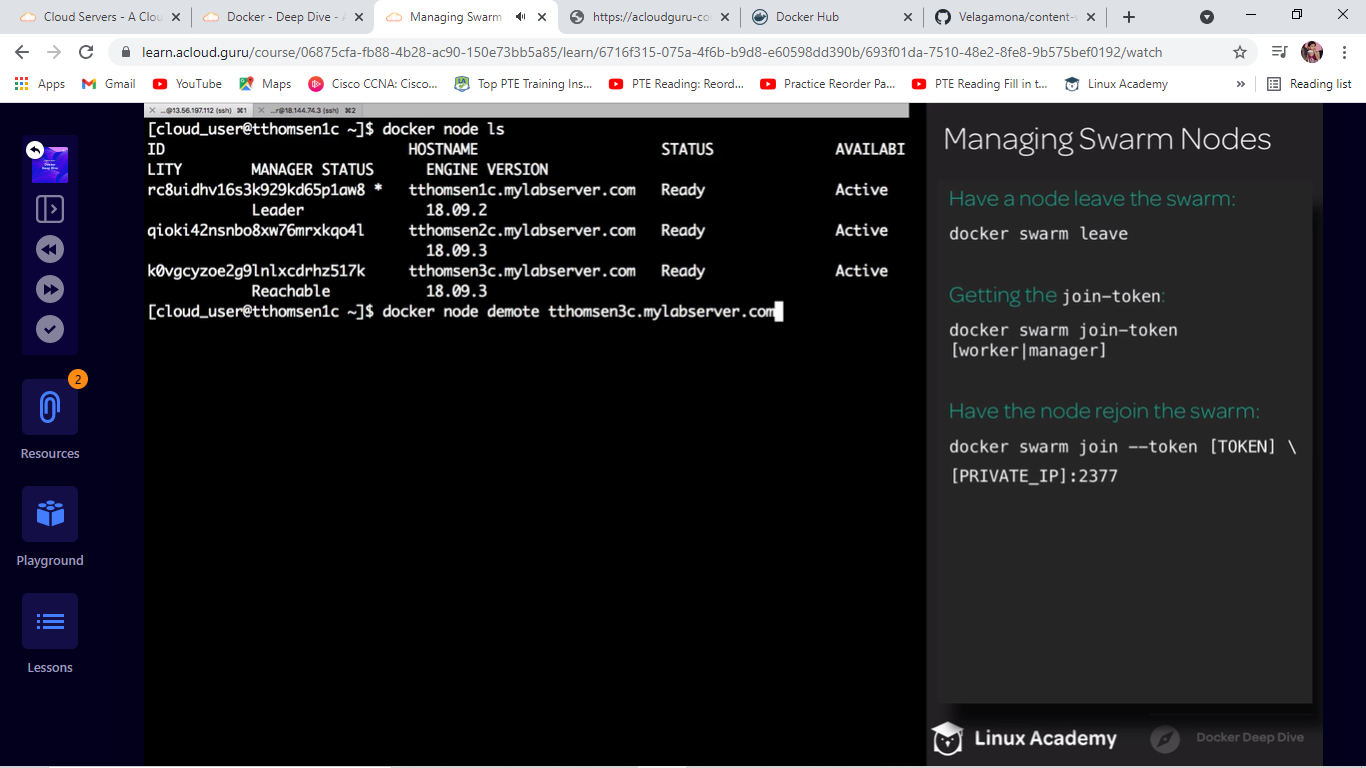 Cloud Servers - A Clou
Docker - Deep Dive - A
Managing Swarm
https://acloudguru-co
Docker Hub
Velagamona/content-
learn.acloud.guru/course/06875cfa-fb88-4b28-ac90-150e73bb5a85/learn/6716f315-075a-4f6b-b9d8-e60598dd390b/693f01da-7510-48e2-8fe8-9b575bef0192/watch
Apps
Gmail
YouTube
Maps
Cisco CCNA: Cisco...
Top PTE Training Ins...
PTE Reading: Reord...
Practice Reorder Pa...
PTE Reading Fill in t...
Linux Academy
»
Reading list
...@13.56.197.112 (ssh) ⌘1
...r@18.144.74.3 (ssh) ⌘2
[cloud_user@tthomsen1c ~]$ docker node ls
ID HOSTNAME STATUS AVAILABI
LITY MANAGER STATUS ENGINE VERSION
rc8uidhv16s3k929kd65p1aw8 * tthomsen1c.mylabserver.com Ready Active
Leader 18.09.2
qioki42nsnbo8xw76mrxkqo4l tthomsen2c.mylabserver.com Ready Active
18.09.3
k0vgcyzoe2g9lnlxcdrhz517k tthomsen3c.mylabserver.com Ready Active
Reachable 18.09.3
[cloud_user@tthomsen1c ~]$ docker node demote tthomsen3c.mylabserver.com
2
Resources
Playground
Lessons
Managing Swarm Nodes
Have a node leave the swarm:
docker swarm leave
Getting the join-token:
docker swarm join-token
[worker|manager]
Have the node rejoin the swarm:
docker swarm join --token [TOKEN] \
[PRIVATE_IP]:2377
Linux Academy
Docker Deep Dive